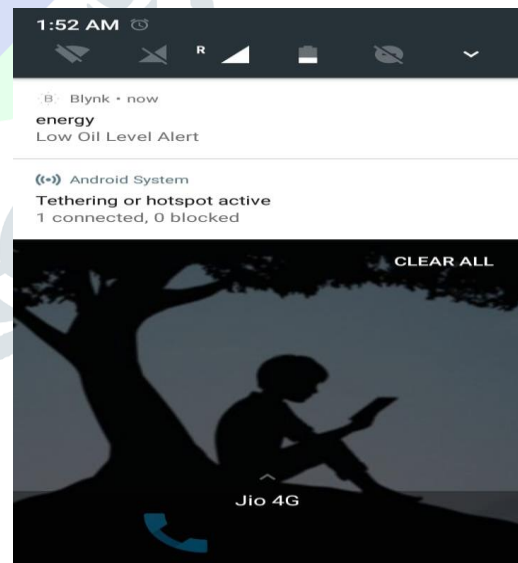 1:52 AM
R
B Blynk • now
energy
Low Oil Level Alert
Android System
Tethering or hotspot active
1 connected, 0 blocked
CLEAR ALL
Jio 4G